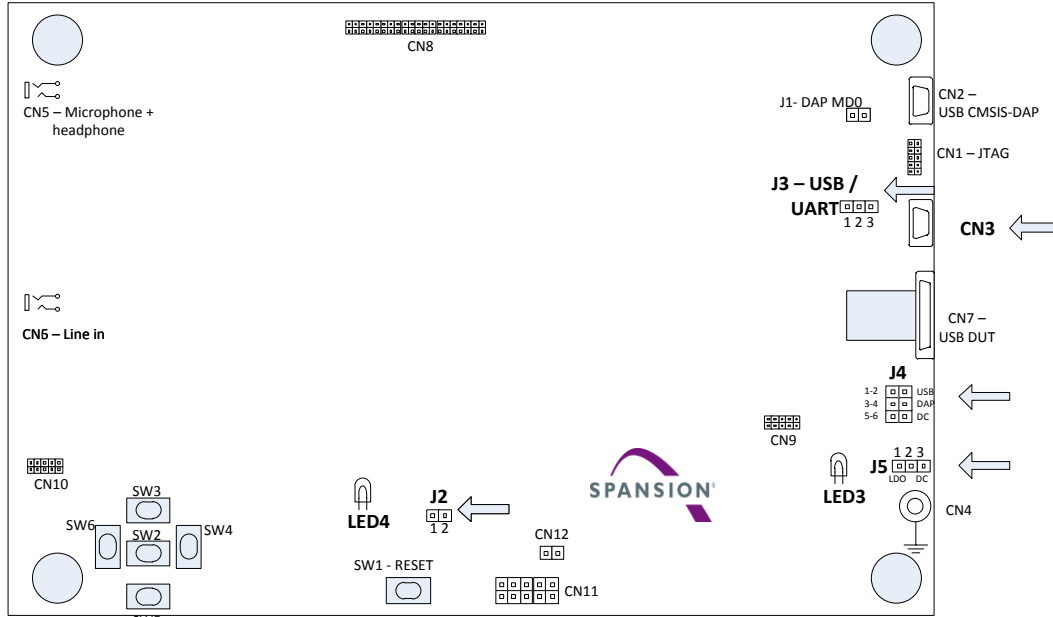 CN8
CN5 – Microphone +
headphone
J1- DAP MD0
CN2 –
USB CMSIS-DAP
CN1 – JTAG
J3 – USB /
UART
1 2 3
CN3
CN6 – Line in
CN7 –
USB DUT
J4
1-2 USB
3-4 DAP
5-6 DC
CN9
J5
1 2 3
LDO DC
LED3
CN4
SPANSION®
CN10
SW3
SW6
SW2
SW4
LED4
J2
1 2
CN12
SW1 - RESET
CN11